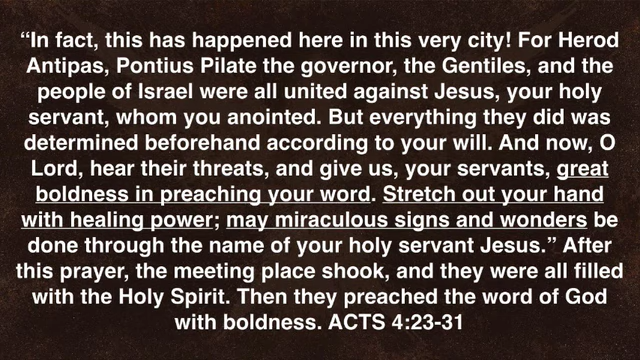 “In fact, this has happened here in this very city! For Herod
Antipas, Pontius Pilate the governor, the Gentiles, and the
people of Israel were all united against Jesus, your holy
servant, whom you anointed. But everything they did was
determined beforehand according to your will. And now, O
Lord, hear their threats, and give us, your servants, great
boldness in preaching your word. Stretch out your hand
with healing power; may miraculous signs and wonders be
done through the name of your holy servant Jesus.” After
this prayer, the meeting place shook, and they were all filled
with the Holy Spirit. Then they preached the word of God
with boldness. ACTS 4:23-31